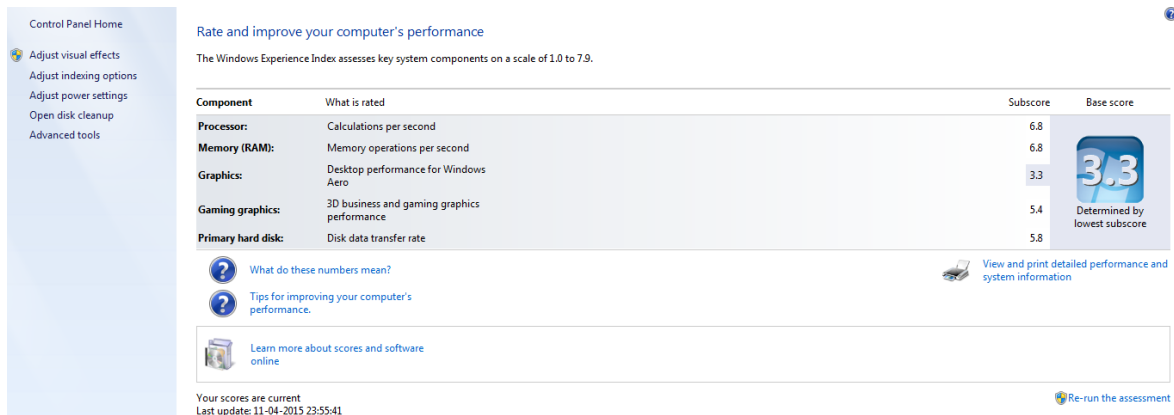 Control Panel Home
Adjust visual effects
Adjust indexing options
Adjust power settings
Open disk cleanup
Advanced tools
Rate and improve your computer's performance
The Windows Experience Index assesses key system components on a scale of 1.0 to 7.9.
Component What is rated Subscore Base score
Processor: Calculations per second 6.8
Memory (RAM): Memory operations per second 6.8
Graphics: Desktop performance for Windows
Aero 3.3
Gaming graphics: 3D business and gaming graphics
performance 5.4
Primary hard disk: Disk data transfer rate 5.8
3.3
Determined by
lowest subscore
? What do these numbers mean?
? Tips for improving your computer's
performance.
View and print detailed performance and
system information
Learn more about scores and software
online
Your scores are current
Last update: 11-04-2015 23:55:41
Re-run the assessment